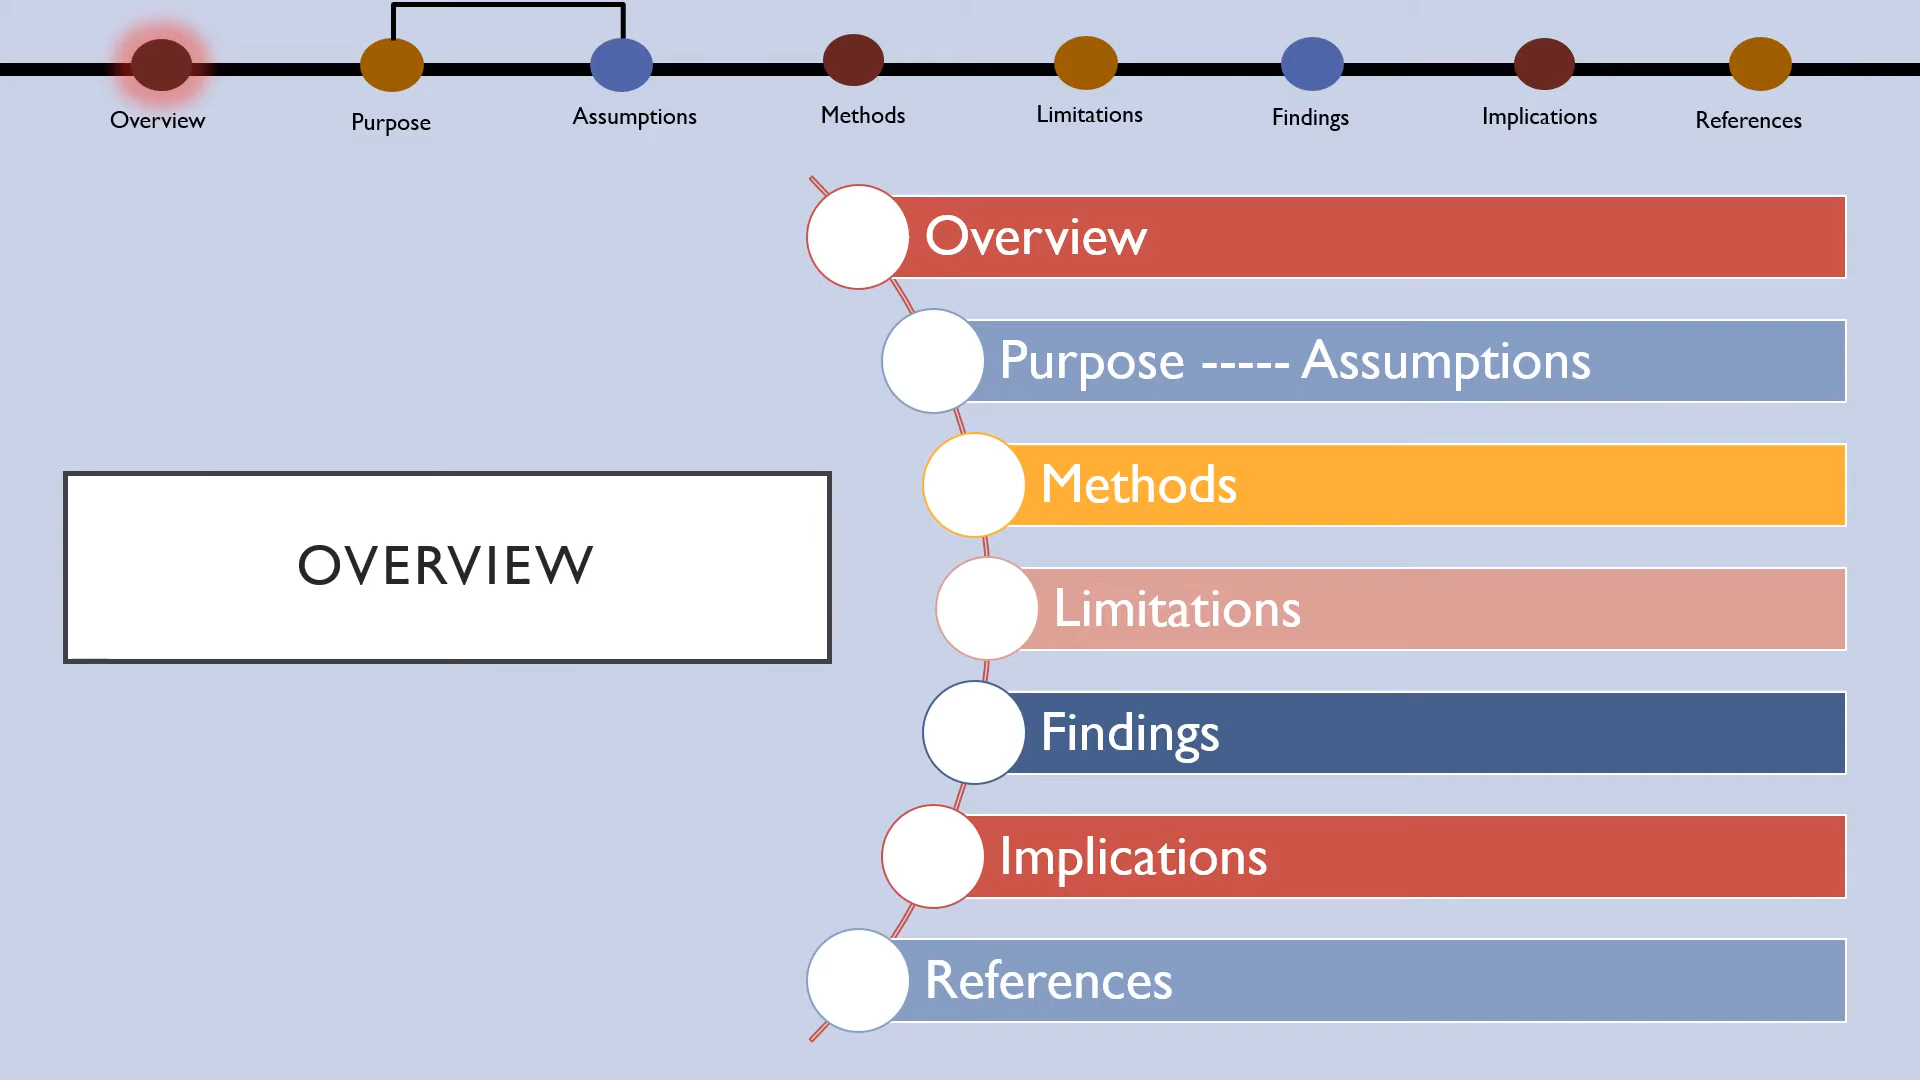 Overview
Purpose
Assumptions
Methods
Limitations
Findings
Implications
References
OVERVIEW
Overview
Purpose ----- Assumptions
Methods
Limitations
Findings
Implications
References